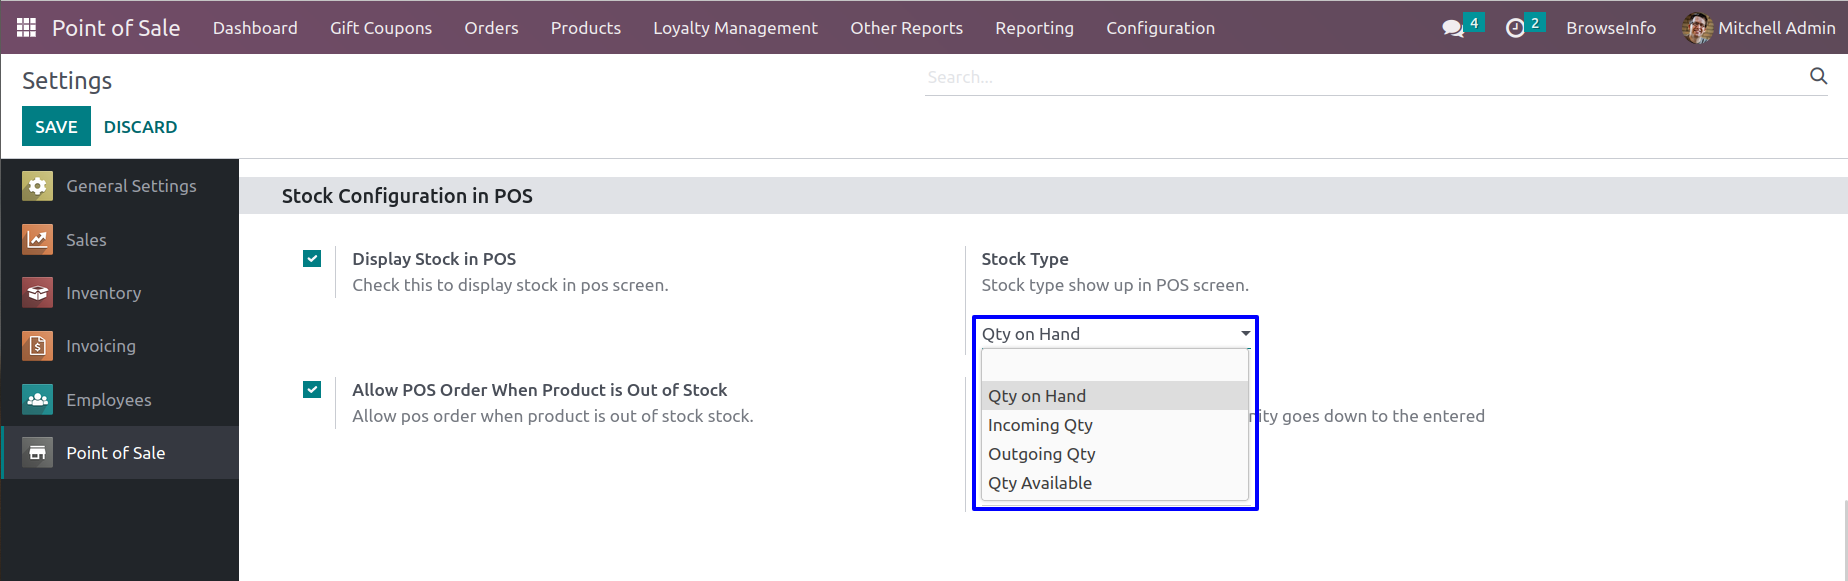 Point of Sale Dashboard Gift Coupons Orders Products Loyalty Management Other Reports Reporting Configuration 4 2 BrowseInfo Mitchell Admin
Settings
Search...
SAVE DISCARD
General Settings
Sales
Inventory
Invoicing
Employees
Point of Sale
Stock Configuration in POS
Display Stock in POS
Check this to display stock in pos screen.
Stock Type
Stock type show up in POS screen.
Qty on Hand
Qty on Hand
Incoming Qty
Outgoing Qty
Qty Available
Allow POS Order When Product is Out of Stock
Allow pos order when product is out of stock stock.
goes down to the entered